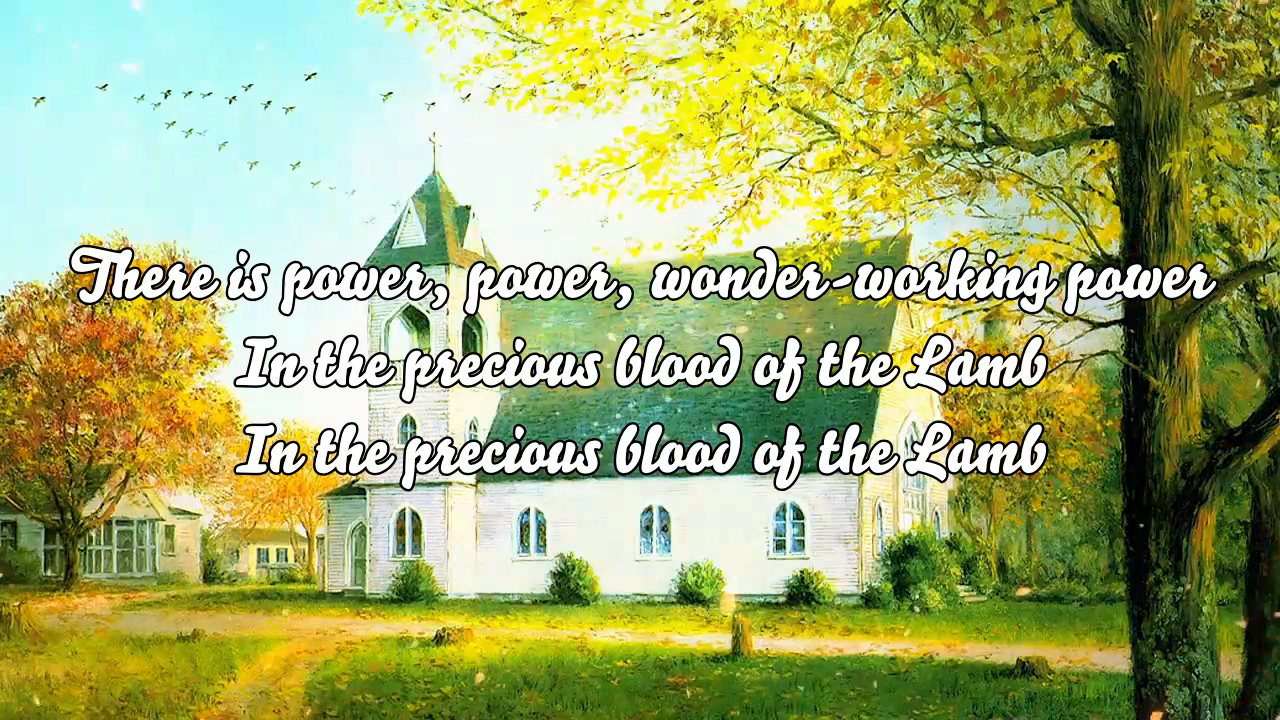 There is power, power, wonder-working power
In the precious blood of the Lamb
In the precious blood of the Lamb